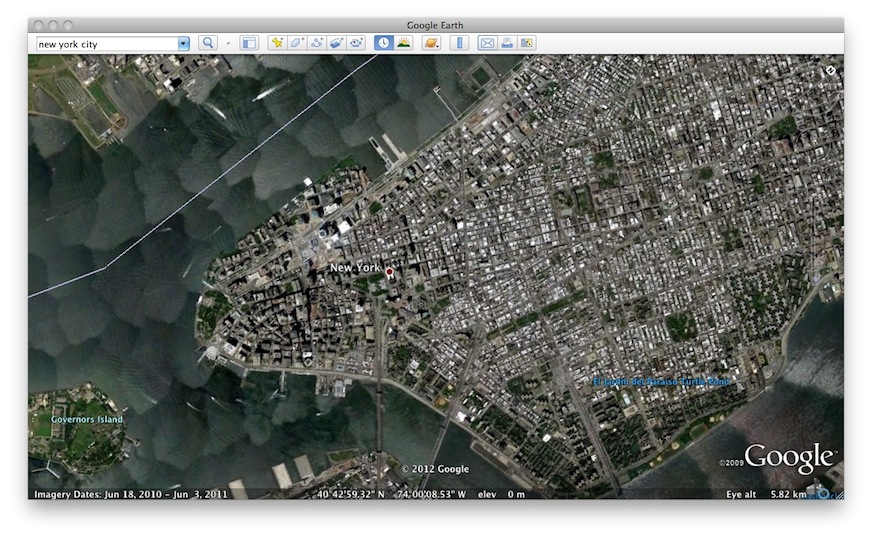 Google Earth
new york city
New York
El Jardin del Paraiso Turtle Pond
Governors Island
©2009 Google
© 2012 Google
Imagery Dates: Jun 18, 2010 - Jun 3, 2011 40°42'59.32" N 74°00'08.53" W elev 0 m Eye alt 5.82 km